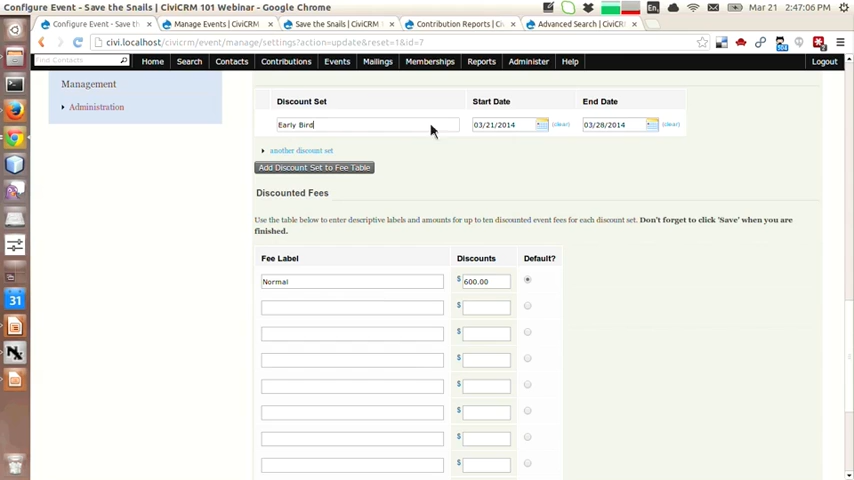 Configure Event - Save the Snails | CiviCRM 101 Webinar - Google Chrome
En
Mar 21 2:47:06 PM
Configure Event - Save th ×
Manage Events | CiviCRM ×
Save the Snails | CiviCRM ×
Contribution Reports | Ci ×
Advanced Search | CiviCR ×
civi.localhost/civicrm/event/manage/settings?action=update&reset=1&id=7
Find Contacts
Home Search Contacts Contributions Events Mailings Memberships Reports Administer Help Logout
Management
Administration
Discount Set Start Date End Date
Early Bird 03/21/2014 (clear) 03/28/2014 (clear)
another discount set
Add Discount Set to Fee Table
Discounted Fees
Use the table below to enter descriptive labels and amounts for up to ten discounted event fees for each discount set. Don't forget to click 'Save' when you are
finished.
Fee Label Discounts Default?
Normal $ 600.00
$
$
$
$
$
$
$
31